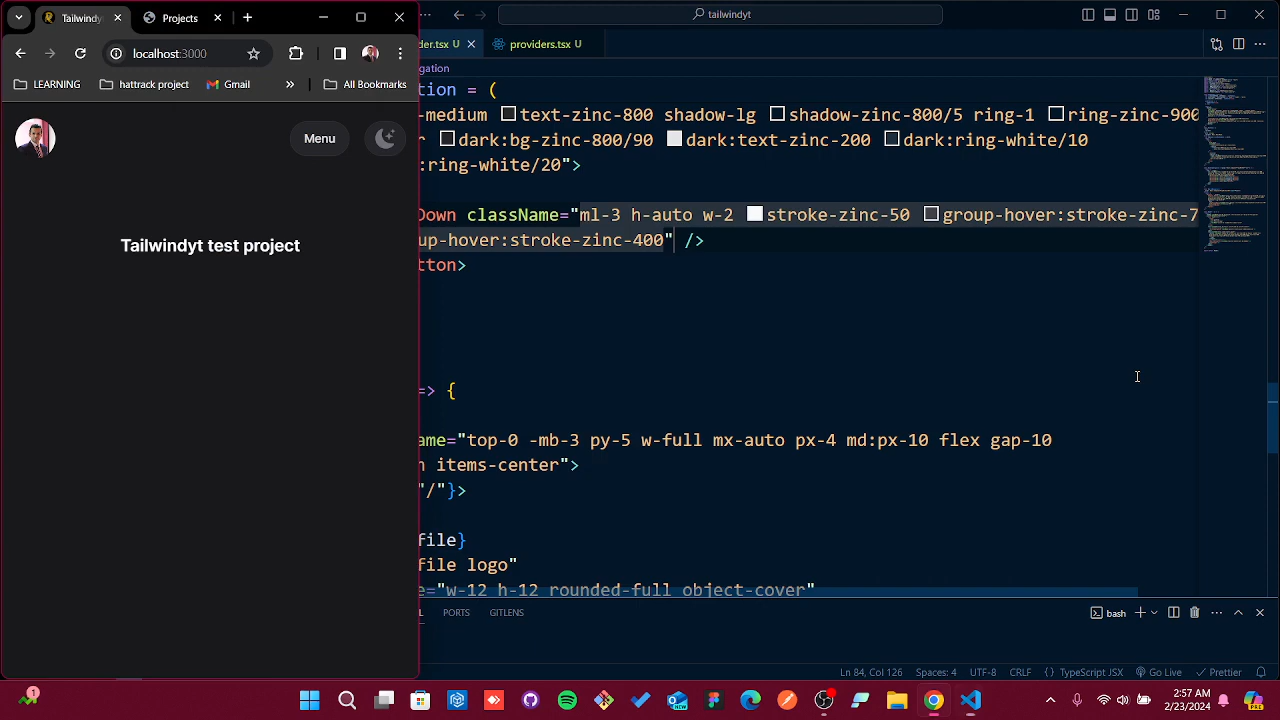 Tailwindy
Projects
tailwindyt
localhost:3000
der.tsx U
providers.tsx U
LEARNING
hattrack project
Gmail
All Bookmarks
gation
tion = (
-medium text-zinc-800 shadow-lg shadow-zinc-800/5 ring-1 ring-zinc-900
r dark:bg-zinc-800/90 dark:text-zinc-200 dark:ring-white/10
:ring-white/20">
Down className="ml-3 h-auto w-2 stroke-zinc-50 group-hover:stroke-zinc-7
up-hover:stroke-zinc-400" />
tton>
Menu
Tailwindyt test project
=> {
ame="top-0 -mb-3 py-5 w-full mx-auto px-4 md:px-10 flex gap-10
n items-center">
"/"}>
file}
file logo"
e="w-12 h-12 rounded-full object-cover"
L
PORTS
GITLENS
bash
Ln 84, Col 126
Spaces: 4
UTF-8
CRLF
{} TypeScript JSX
Go Live
Prettier
1
NEW
PRE
2:57 AM
2/23/2024